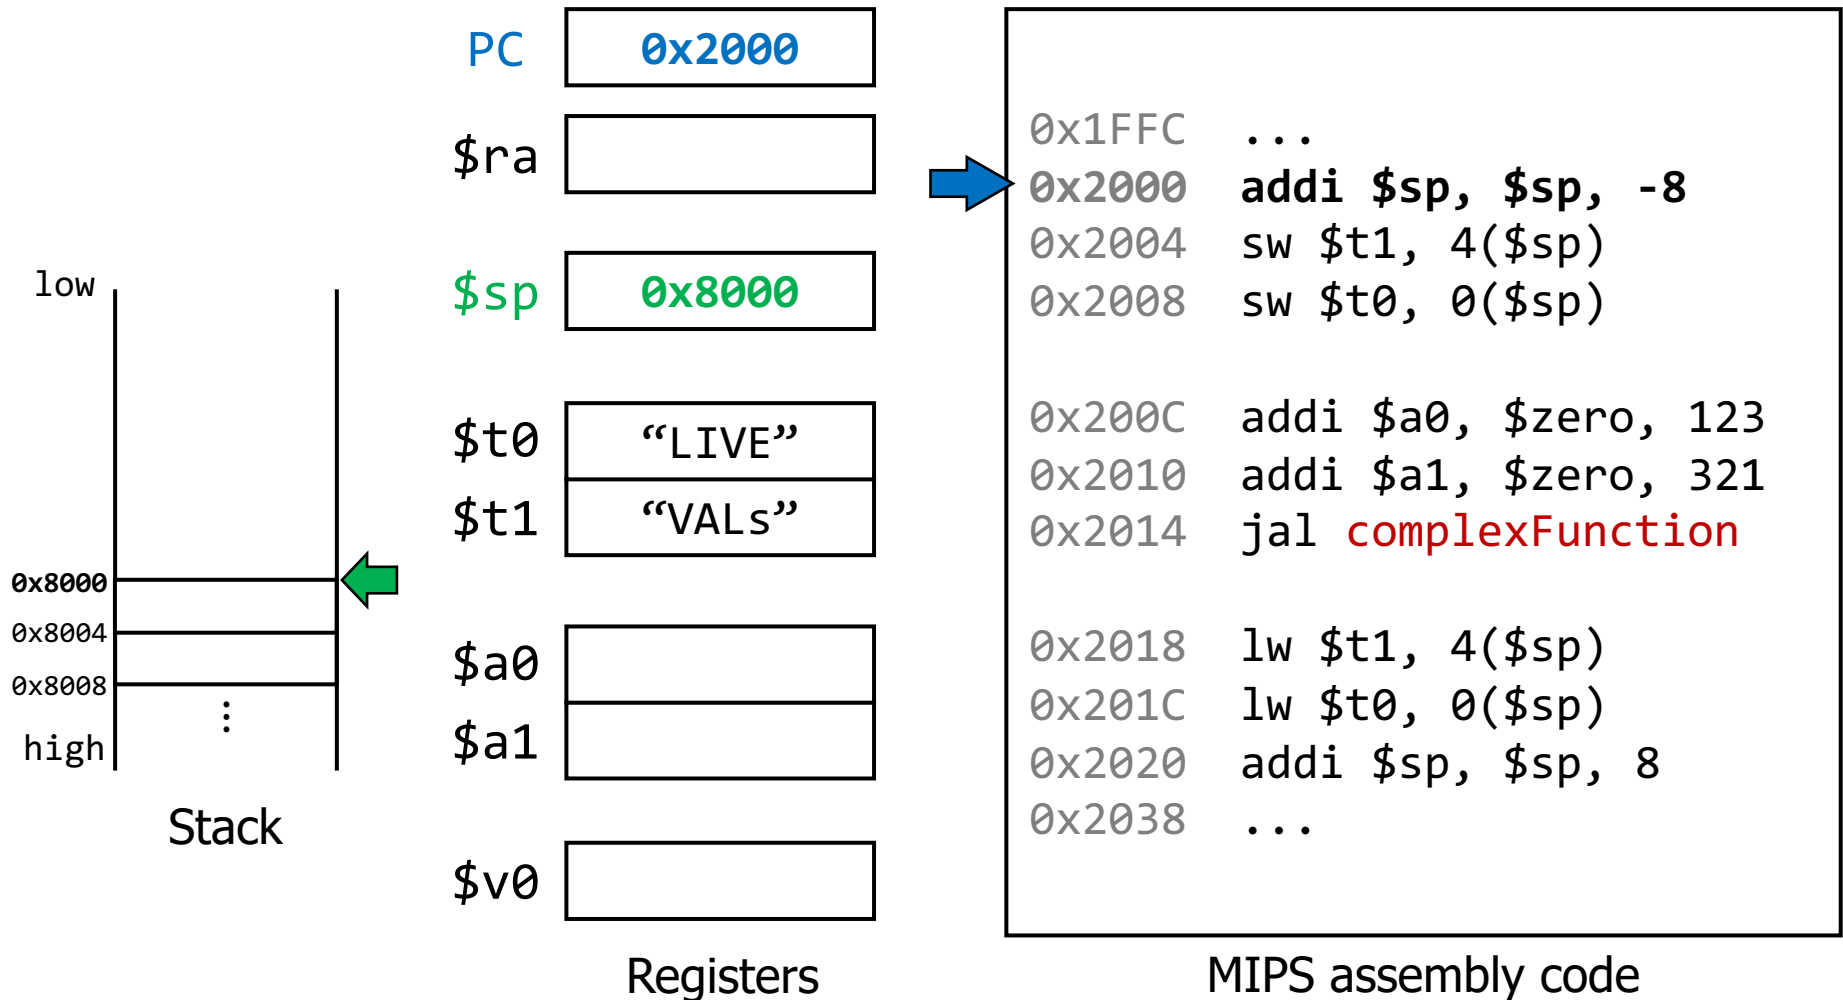 low
0x8000
0x8004
0x8008
⋮
high
Stack
PC 0x2000
$ra
$sp 0x8000
$t0 “LIVE”
$t1 “VALs”
$a0
$a1
$v0
Registers
0x1FFC ...
0x2000 addi $sp, $sp, -8
0x2004 sw $t1, 4($sp)
0x2008 sw $t0, 0($sp)
0x200C addi $a0, $zero, 123
0x2010 addi $a1, $zero, 321
0x2014 jal complexFunction
0x2018 lw $t1, 4($sp)
0x201C lw $t0, 0($sp)
0x2020 addi $sp, $sp, 8
0x2038 ...
MIPS assembly code